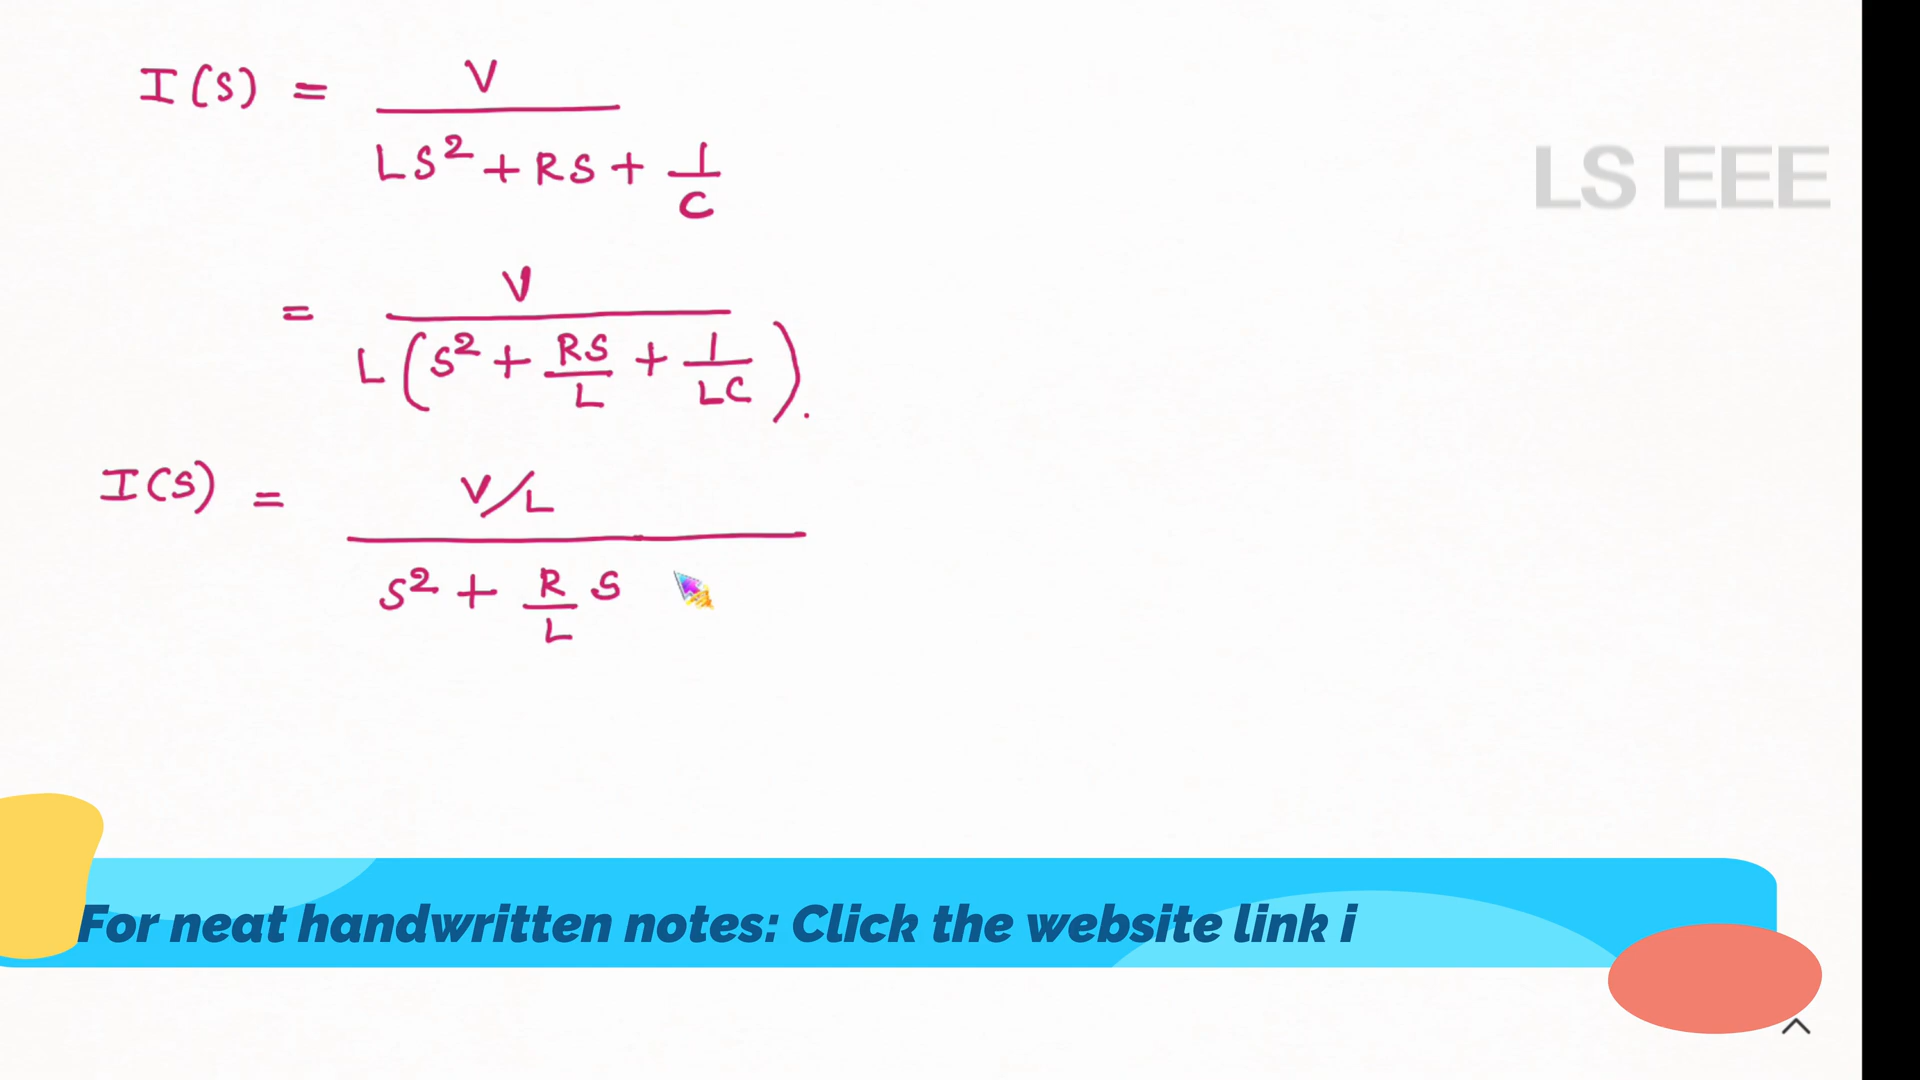 I(S) = V / (LS² + RS + 1/C)
LS EEE
= V / L(S² + RS/L + 1/LC).
I(S) = V/L / (S² + R/L S
For neat handwritten notes: Click the website link i